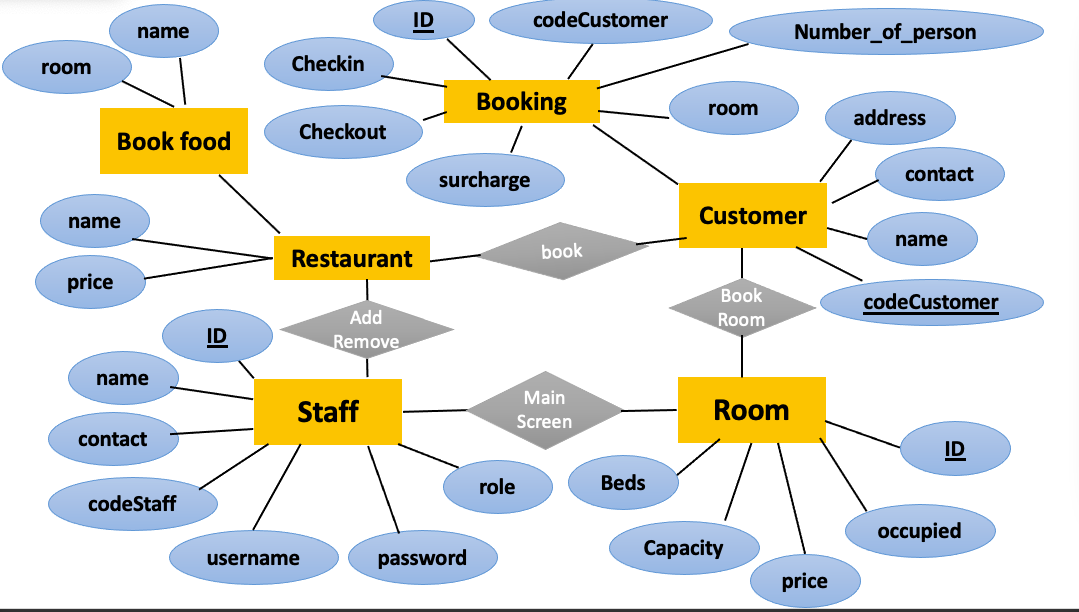 ID
codeCustomer
Number_of_person
name
room
Checkin
Booking
room
Checkout
address
Book food
surcharge
contact
name
Customer
name
book
Restaurant
price
Book
Room
codeCustomer
Add
Remove
ID
name
Staff
Main
Screen
Room
contact
ID
codeStaff
role
Beds
occupied
username
password
Capacity
price